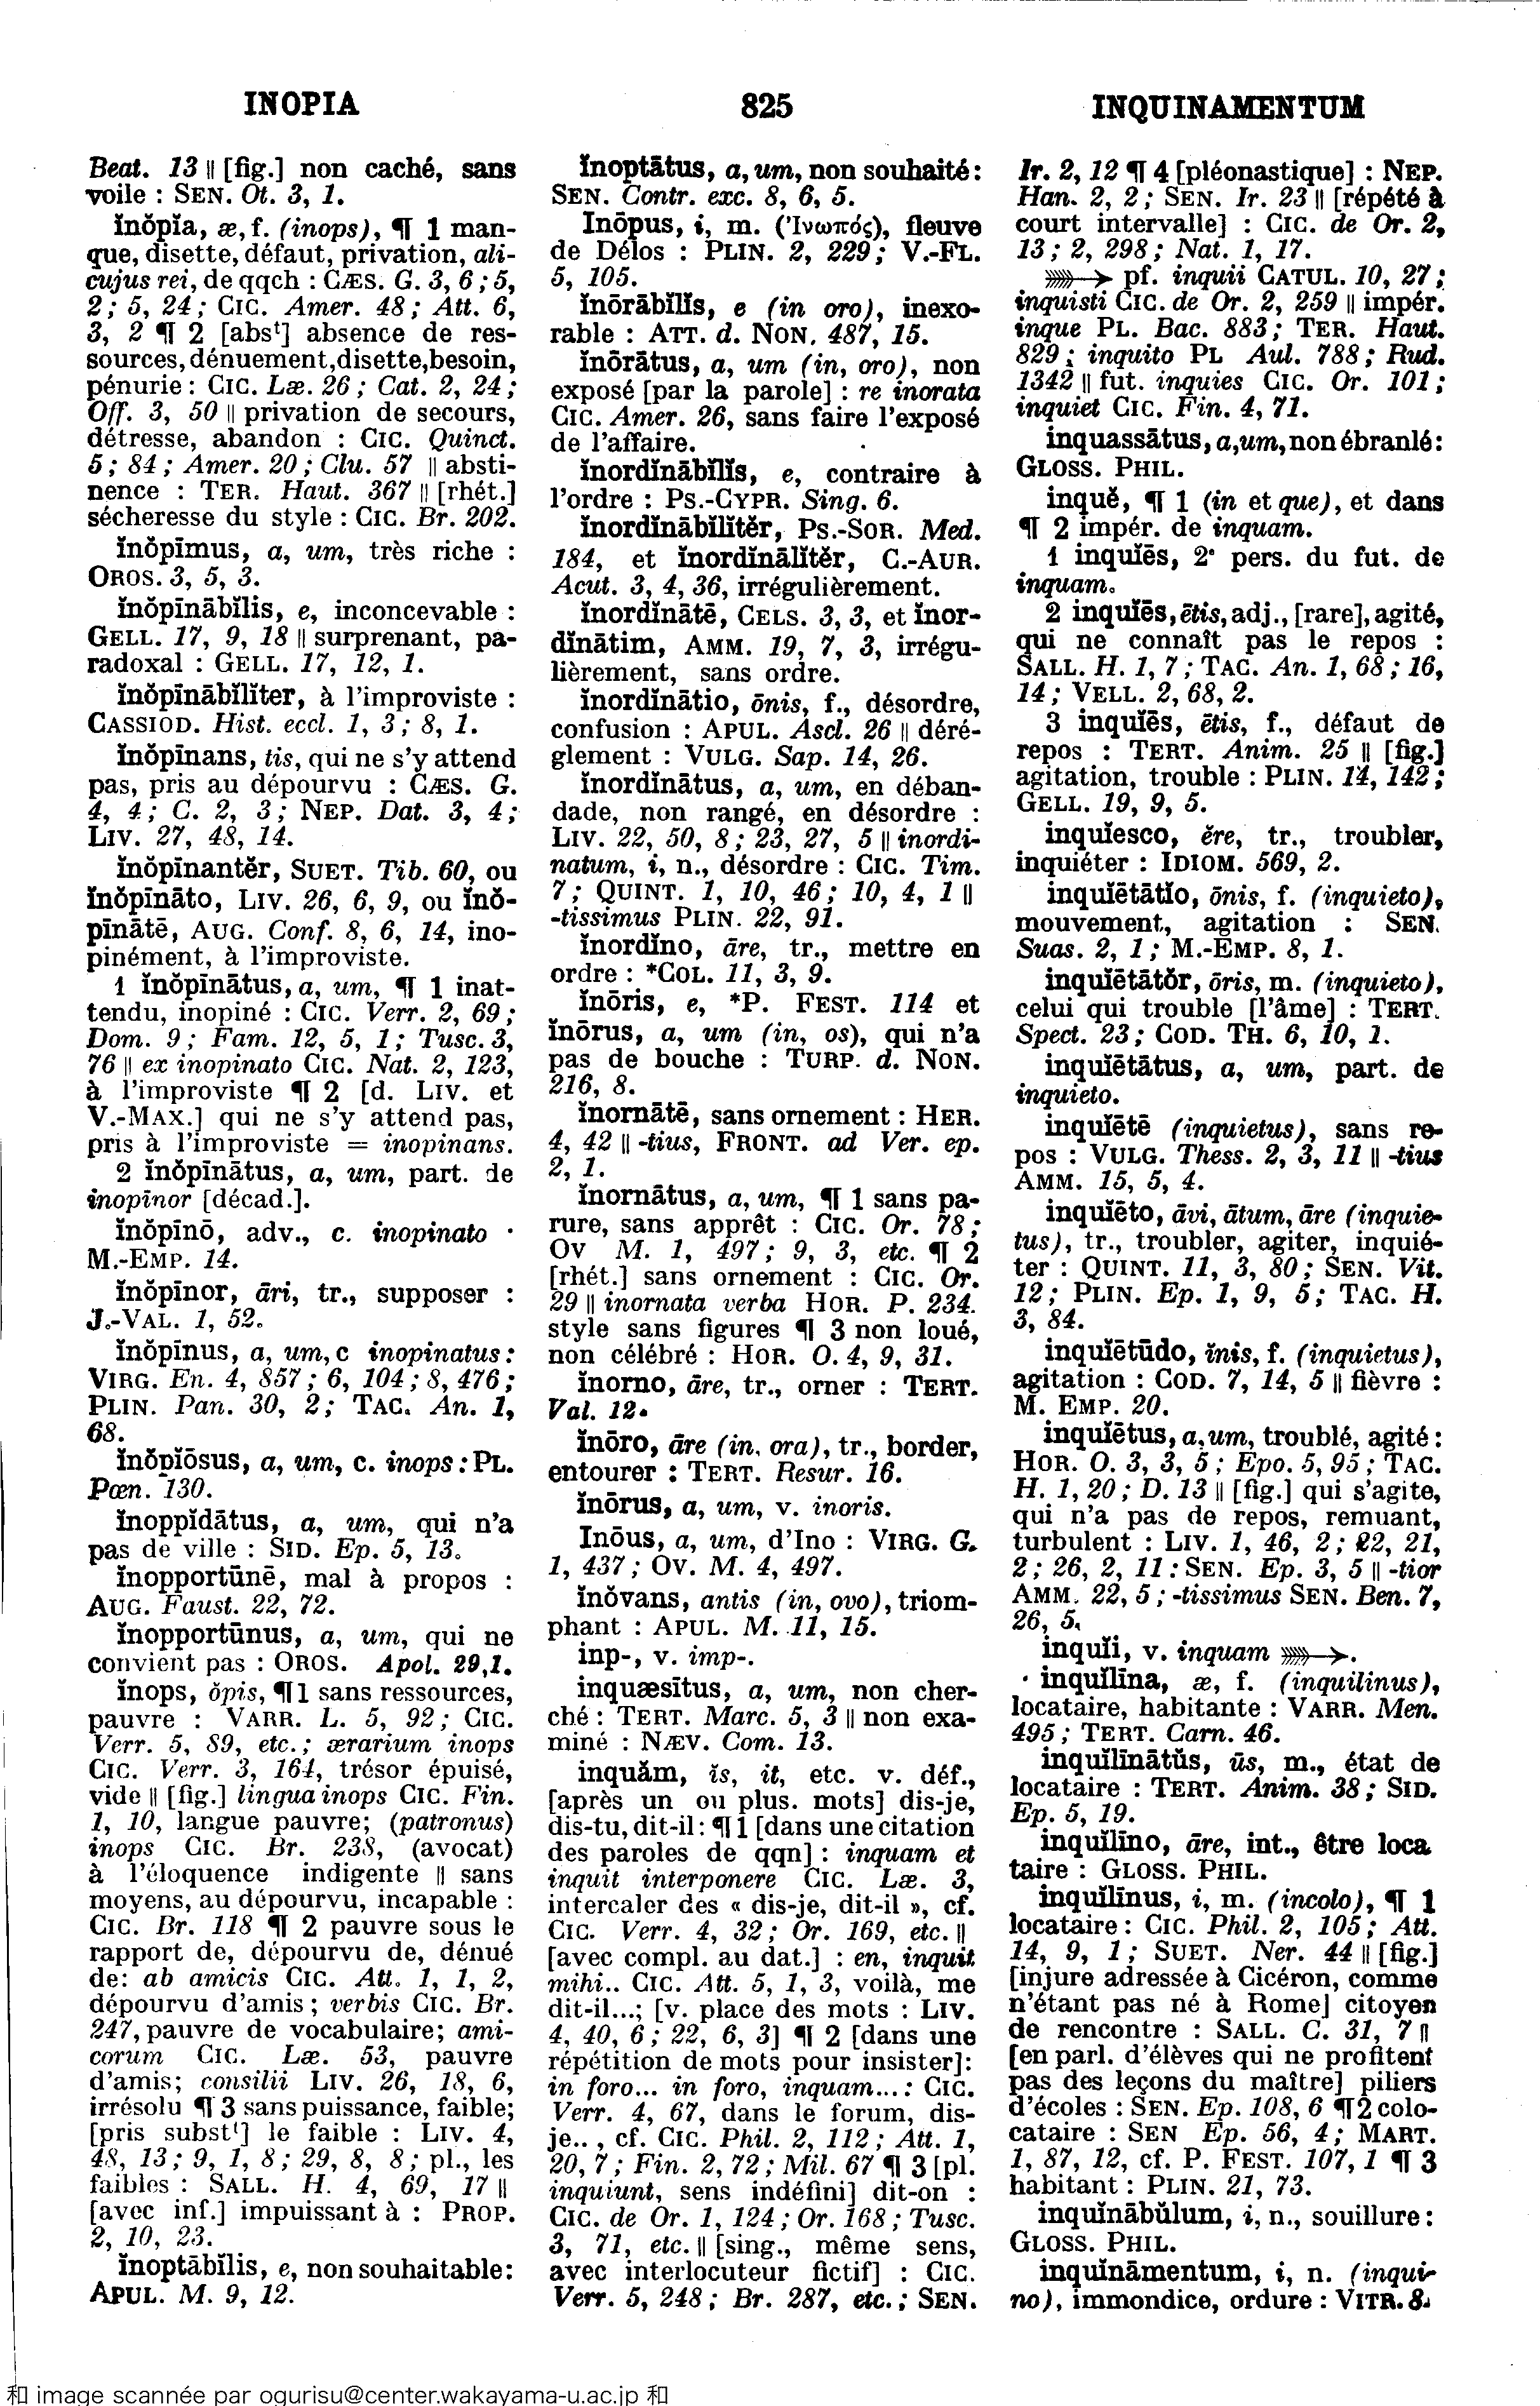 INOPIA
825
INQUINAMENTUM
Beat. 13 || [fig.] non caché, sans
voile : SEN. Ot. 3, 1.
ĭnŏpĭa, æ, f. (inops), ¶ 1 man-
que, disette, défaut, privation, ali-
cujus rei, de qqch : CÆS. G. 3, 6 ; 5,
2 ; 5, 24 ; CIC. Amer. 48 ; Att. 6,
3, 2 ¶ 2 [absᵗ] absence de res-
sources, dénuement, disette, besoin,
pénurie : CIC. Læ. 26 ; Cat. 2, 24 ;
Off. 3, 50 || privation de secours,
détresse, abandon : CIC. Quinct.
5 ; 84 ; Amer. 20 ; Clu. 57 || absti-
nence : TER. Haut. 367 || [rhét.]
sécheresse du style : CIC. Br. 202.
ĭnŏpīmus, a, um, très riche :
OROS. 3, 5, 3.
ĭnŏpīnābĭlis, e, inconcevable :
GELL. 17, 9, 18 || surprenant, pa-
radoxal : GELL. 17, 12, 1.
ĭnŏpīnābĭlĭter, à l'improviste :
CASSIOD. Hist. eccl. 1, 3 ; 8, 1.
ĭnŏpīnans, tis, qui ne s'y attend
pas, pris au dépourvu : CÆS. G.
4, 4 ; C. 2, 3 ; NEP. Dat. 3, 4 ;
LIV. 27, 48, 14.
ĭnŏpīnantĕr, SUET. Tib. 60, ou
ĭnŏpīnāto, LIV. 26, 6, 9, ou ĭnŏ-
pīnātē, AUG. Conf. 8, 6, 14, ino-
pinément, à l'improviste.
1 ĭnŏpīnātus, a, um, ¶ 1 inat-
tendu, inopiné : CIC. Verr. 2, 69 ;
Dom. 9 ; Fam. 12, 5, 1 ; Tusc. 3,
76 || ex inopinato CIC. Nat. 2, 123,
à l'improviste ¶ 2 [d. LIV. et
V.-MAX.] qui ne s'y attend pas,
pris à l'improviste = inopinans.
2 ĭnŏpīnātus, a, um, part. de
inopīnor [décad.].
ĭnŏpīnō, adv., c. inopinato ·
M.-EMP. 14.
ĭnŏpīnor, āri, tr., supposer :
J.-VAL. 1, 52.
ĭnŏpīnus, a, um, c inopinatus :
VIRG. En. 4, 857 ; 6, 104 ; 8, 476 ;
PLIN. Pan. 30, 2 ; TAC. An. 1,
68.
ĭnŏpĭōsus, a, um, c. inops : PL.
Pœn. 130.
ĭnoppĭdātus, a, um, qui n'a
pas de ville : SID. Ep. 5, 13.
ĭnopportūnē, mal à propos :
AUG. Faust. 22, 72.
ĭnopportūnus, a, um, qui ne
convient pas : OROS. Apol. 29,1.
ĭnops, ŏpis, ¶ 1 sans ressources,
pauvre : VARR. L. 5, 92 ; CIC.
Verr. 5, 89, etc. ; ærarium inops
CIC. Verr. 3, 164, trésor épuisé,
vide || [fig.] lingua inops CIC. Fin.
1, 10, langue pauvre ; (patronus)
inops CIC. Br. 238, (avocat)
à l'éloquence indigente || sans
moyens, au dépourvu, incapable :
CIC. Br. 118 ¶ 2 pauvre sous le
rapport de, dépourvu de, dénué
de: ab amicis CIC. Att. 1, 1, 2,
dépourvu d'amis ; verbis CIC. Br.
247, pauvre de vocabulaire ; ami-
corum CIC. Læ. 53, pauvre
d'amis ; consilii LIV. 26, 18, 6,
irrésolu ¶ 3 sans puissance, faible ;
[pris substᵗ] le faible : LIV. 4,
48, 13 ; 9, 1, 8 ; 29, 8, 8 ; pl., les
faibles : SALL. H. 4, 69, 17 ||
[avec inf.] impuissant à : PROP.
2, 10, 23.
ĭnoptābĭlis, e, non souhaitable :
APUL. M. 9, 12.
ĭnoptātus, a, um, non souhaité :
SEN. Contr. exc. 8, 6, 5.
Inōpus, i, m. (Ἰνωπός), fleuve
de Délos : PLIN. 2, 229 ; V.-FL.
5, 105.
ĭnōrābĭlĭs, e (in oro), inexo-
rable : ATT. d. NON. 487, 15.
ĭnōrātus, a, um (in, oro), non
exposé [par la parole] : re inorata
CIC. Amer. 26, sans faire l'exposé
de l'affaire.
ĭnordĭnābĭlĭs, e, contraire à
l'ordre : PS.-CYPR. Sing. 6.
ĭnordĭnābĭlĭtĕr, PS.-SOR. Med.
184, et ĭnordĭnālĭtĕr, C.-AUR.
Acut. 3, 4, 36, irrégulièrement.
ĭnordĭnātē, CELS. 3, 3, et ĭnor-
dĭnātim, AMM. 19, 7, 3, irrégu-
lièrement, sans ordre.
ĭnordĭnātio, ōnis, f., désordre,
confusion : APUL. Ascl. 26 || déré-
glement : VULG. Sap. 14, 26.
ĭnordĭnātus, a, um, en déban-
dade, non rangé, en désordre :
LIV. 22, 50, 8 ; 23, 27, 5 || inordi-
natum, i, n., désordre : CIC. Tim.
7 ; QUINT. 1, 10, 46 ; 10, 4, 1 ||
-tissimus PLIN. 22, 91.
ĭnordĭno, āre, tr., mettre en
ordre : *COL. 11, 3, 9.
ĭnōris, e, *P. FEST. 114 et
ĭnōrus, a, um (in, os), qui n'a
pas de bouche : TURP. d. NON.
216, 8.
ĭnornātē, sans ornement : HER.
4, 42 || -tius, FRONT. ad Ver. ep.
2, 1.
ĭnornātus, a, um, ¶ 1 sans pa-
rure, sans apprêt : CIC. Or. 78 ;
OV M. 1, 497 ; 9, 3, etc. ¶ 2
[rhét.] sans ornement : CIC. Or.
29 || inornata verba HOR. P. 234.
style sans figures ¶ 3 non loué,
non célébré : HOR. O. 4, 9, 31.
ĭnorno, āre, tr., orner : TERT.
Val. 12.
ĭnōro, āre (in, ora), tr., border,
entourer : TERT. Resur. 16.
ĭnōrus, a, um, v. inoris.
Inōus, a, um, d'Ino : VIRG. G.
1, 437 ; OV. M. 4, 497.
ĭnŏvans, antis (in, ovo), triom-
phant : APUL. M. 11, 15.
inp-, v. imp-.
inquæsītus, a, um, non cher-
ché : TERT. Marc. 5, 3 || non exa-
miné : NÆV. Com. 13.
inquăm, ĭs, it, etc. v. déf.,
[après un ou plus. mots] dis-je,
dis-tu, dit-il : ¶ 1 [dans une citation
des paroles de qqn] : inquam et
inquit interponere CIC. Læ. 3,
intercaler des « dis-je, dit-il », cf.
CIC. Verr. 4, 32 ; Or. 169, etc. ||
[avec compl. au dat.] : en, inquit
mihi.. CIC. Att. 5, 1, 3, voilà, me
dit-il...; [v. place des mots : LIV.
4, 40, 6 ; 22, 6, 3] ¶ 2 [dans une
répétition de mots pour insister]:
in foro... in foro, inquam...: CIC.
Verr. 4, 67, dans le forum, dis-
je.. , cf. CIC. Phil. 2, 112 ; Att. 1,
20, 7 ; Fin. 2, 72 ; Mil. 67 ¶ 3 [pl.
inquiunt, sens indéfini] dit-on :
CIC. de Or. 1, 124 ; Or. 168 ; Tusc.
3, 71, etc. || [sing., même sens,
avec interlocuteur fictif] : CIC.
Verr. 5, 248 ; Br. 287, etc. ; SEN.
Ir. 2, 12 ¶ 4 [pléonastique] : NEP.
Han. 2, 2 ; SEN. Ir. 23 || [répété à
court intervalle] : CIC. de Or. 2,
13 ; 2, 298 ; Nat. 1, 17.
⟶ pf. inquii CATUL. 10, 27 ;
inquisti CIC. de Or. 2, 259 || impér.
inque PL. Bac. 883 ; TER. Haut.
829 ; inquito PL Aul. 788 ; Rud.
1342 || fut. inquies CIC. Or. 101 ;
inquiet CIC. Fin. 4, 71.
inquassātus, a, um, non ébranlé :
GLOSS. PHIL.
inquĕ, ¶ 1 (in et que), et dans
¶ 2 impér. de inquam.
1 inquĭēs, 2ᵉ pers. du fut. de
inquam.
2 inquĭēs, ētis, adj., [rare], agité,
qui ne connaît pas le repos :
SALL. H. 1, 7 ; TAC. An. 1, 68 ; 16,
14 ; VELL. 2, 68, 2.
3 inquĭēs, ētis, f., défaut de
repos : TERT. Anim. 25 || [fig.]
agitation, trouble : PLIN. 14, 142 ;
GELL. 19, 9, 5.
inquĭesco, ĕre, tr., troubler,
inquiéter : IDIOM. 569, 2.
inquĭētātĭo, ōnis, f. (inquieto),
mouvement, agitation : SEN.
Suas. 2, 1 ; M.-EMP. 8, 1.
inquĭētātŏr, ōris, m. (inquieto),
celui qui trouble [l'âme] : TERT.
Spect. 23 ; COD. TH. 6, 10, 1.
inquĭētātus, a, um, part. de
inquieto.
inquĭētē (inquietus), sans re-
pos : VULG. Thess. 2, 3, 11 || -tius
AMM. 15, 5, 4.
inquĭēto, āvi, ātum, āre (inquie-
tus), tr., troubler, agiter, inquié-
ter : QUINT. 11, 3, 80 ; SEN. Vit.
12 ; PLIN. Ep. 1, 9, 5 ; TAC. H.
3, 84.
inquĭētūdo, ĭnis, f. (inquietus),
agitation : COD. 7, 14, 5 || fièvre :
M. EMP. 20.
inquĭētus, a, um, troublé, agité :
HOR. O. 3, 3, 5 ; Epo. 5, 95 ; TAC.
H. 1, 20 ; D. 13 || [fig.] qui s'agite,
qui n'a pas de repos, remuant,
turbulent : LIV. 1, 46, 2 ; 22, 21,
2 ; 26, 2, 11 : SEN. Ep. 3, 5 || -tior
AMM. 22, 5 ; -tissimus SEN. Ben. 7,
26, 5.
inquĭi, v. inquam ⟶.
inquĭlīna, æ, f. (inquilinus),
locataire, habitante : VARR. Men.
495 ; TERT. Carn. 46.
inquĭlīnātŭs, ūs, m., état de
locataire : TERT. Anim. 38 ; SID.
Ep. 5, 19.
inquĭlīno, āre, int., être loca
taire : GLOSS. PHIL.
inquĭlīnus, i, m. (incolo), ¶ 1
locataire : CIC. Phil. 2, 105 ; Att.
14, 9, 1 ; SUET. Ner. 44 || [fig.]
[injure adressée à Cicéron, comme
n'étant pas né à Rome] citoyen
de rencontre : SALL. C. 31, 7 ||
[en parl. d'élèves qui ne profitent
pas des leçons du maître] piliers
d'écoles : SEN. Ep. 108, 6 ¶ 2 colo-
cataire : SEN Ep. 56, 4 ; MART.
1, 87, 12, cf. P. FEST. 107, 1 ¶ 3
habitant : PLIN. 21, 73.
inquĭnābŭlum, i, n., souillure :
GLOSS. PHIL.
inquĭnāmentum, i, n. (inqui-
no), immondice, ordure : VITR. 8.
和 image scannée par ogurisu@center.wakayama-u.ac.jp 和